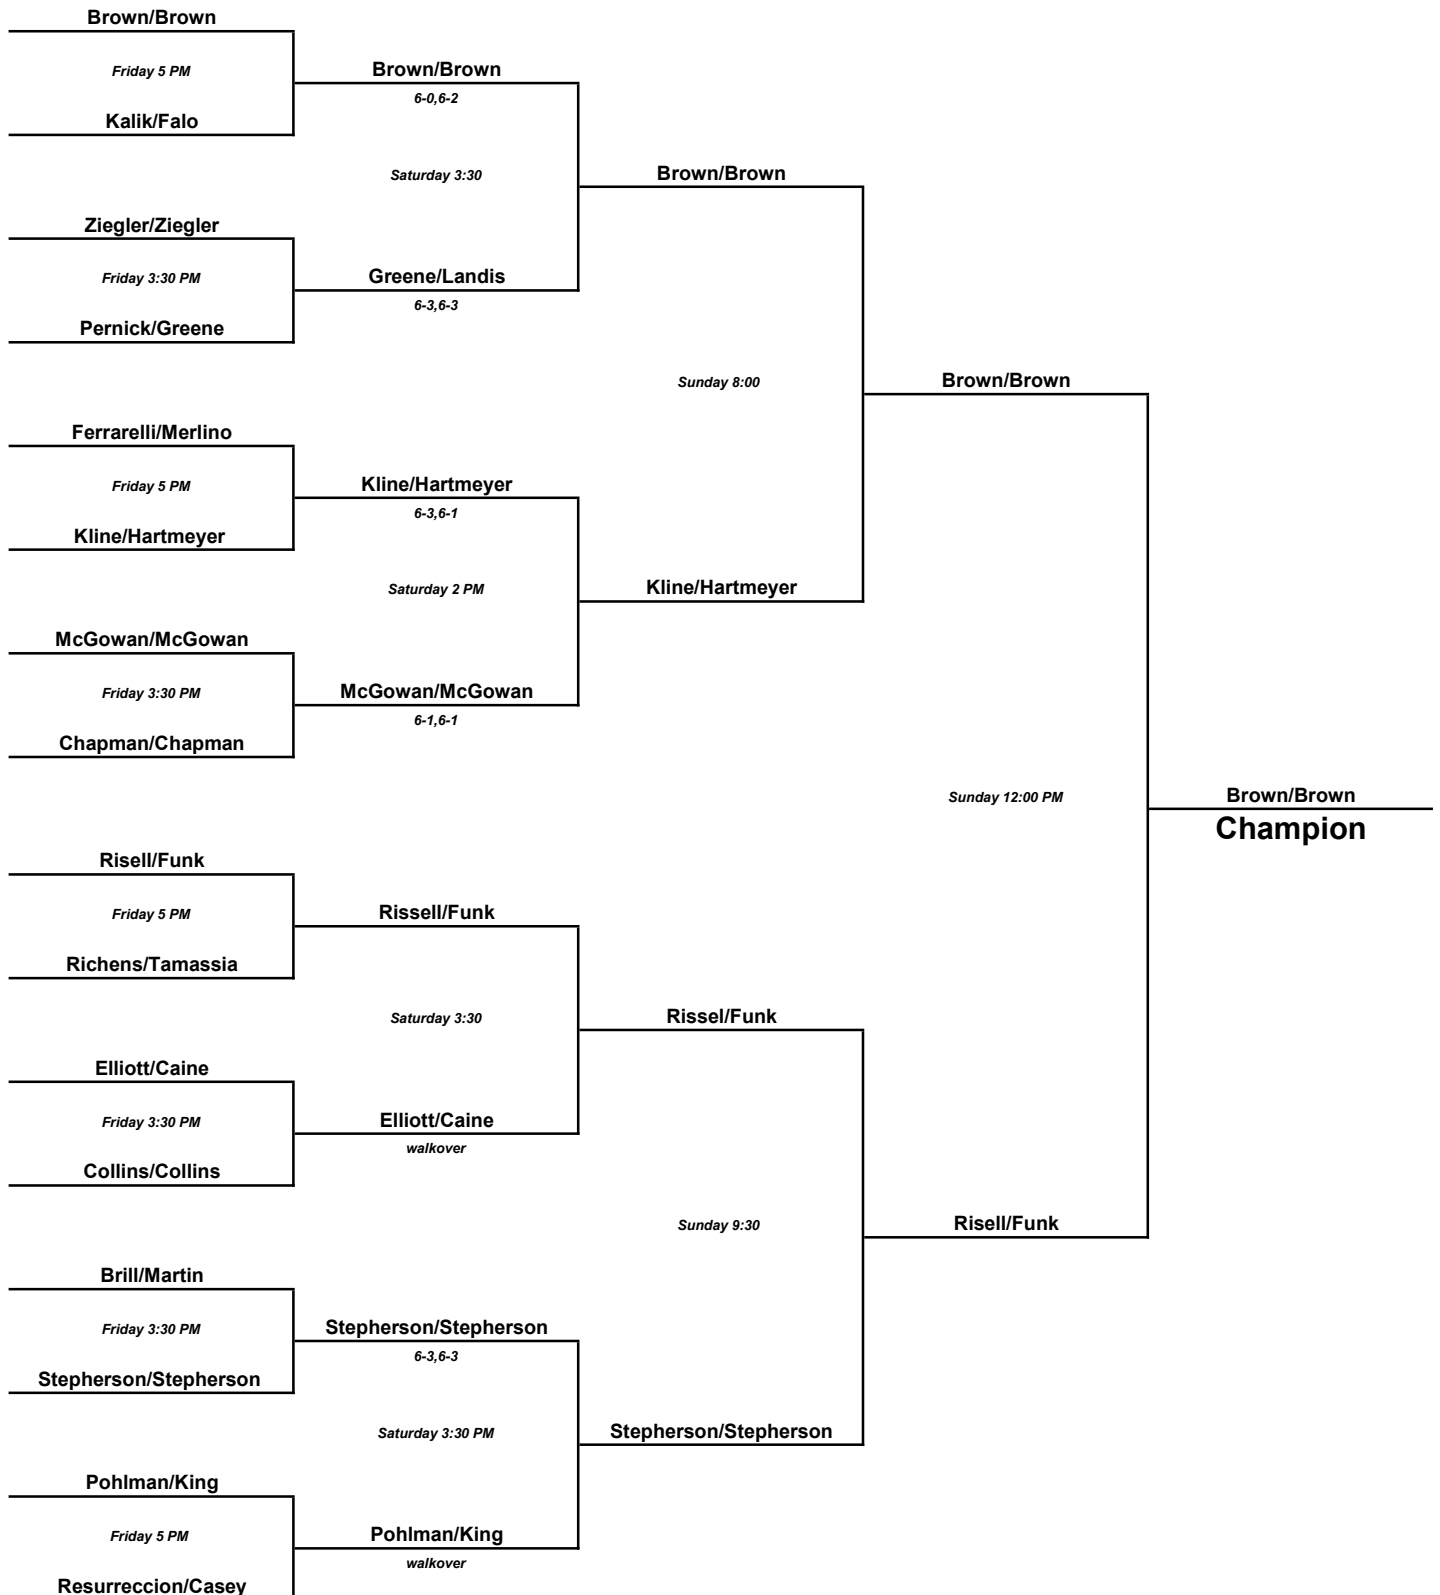 Brown/Brown
Friday 5 PM
Brown/Brown
6-0,6-2
Kalik/Falo
Saturday 3:30
Brown/Brown
Ziegler/Ziegler
Friday 3:30 PM
Greene/Landis
6-3,6-3
Pernick/Greene
Sunday 8:00
Brown/Brown
Ferrarelli/Merlino
Friday 5 PM
Kline/Hartmeyer
6-3,6-1
Kline/Hartmeyer
Saturday 2 PM
Kline/Hartmeyer
McGowan/McGowan
Friday 3:30 PM
McGowan/McGowan
6-1,6-1
Chapman/Chapman
Sunday 12:00 PM
Brown/Brown
Champion
Risell/Funk
Friday 5 PM
Rissell/Funk
Richens/Tamassia
Saturday 3:30
Rissel/Funk
Elliott/Caine
Friday 3:30 PM
Elliott/Caine
walkover
Collins/Collins
Sunday 9:30
Risell/Funk
Brill/Martin
Friday 3:30 PM
Stepherson/Stepherson
6-3,6-3
Stepherson/Stepherson
Saturday 3:30 PM
Stepherson/Stepherson
Pohlman/King
Friday 5 PM
Pohlman/King
walkover
Resurreccion/Casey